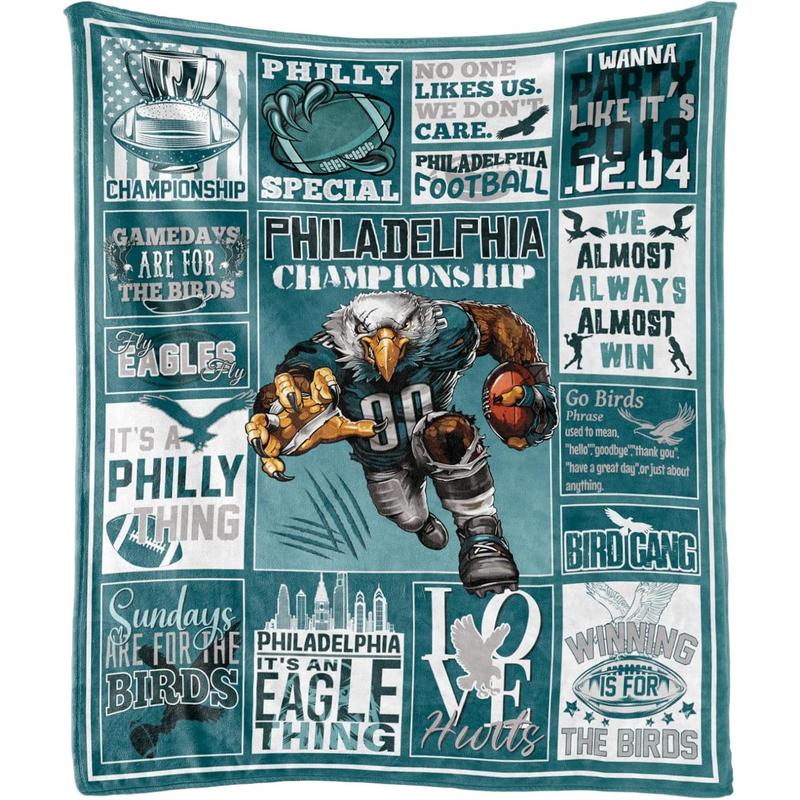 CHAMPIONSHIP
PHILLY
SPECIAL
NO ONE
LIKES US.
WE DON'T
CARE.
PHILADELPHIA
FOOTBALL
I WANNA
PARTY
LIKE IT'S
2018
.02.04
GAMEDAYS
ARE FOR
THE BIRDS
Fly
EAGLES
Fly
PHILADELPHIA
CHAMPIONSHIP
00
WE
ALMOST
ALWAYS
ALMOST
WIN
IT'S A
PHILLY
THING
Go Birds
Phrase
used to mean,
"hello","goodbye","thank you",
"have a great day",or just about
anything.
BIRD GANG
Sundays
ARE FOR THE
BIRDS
PHILADELPHIA
IT'S AN
EAGLE
THING
LO
VE
Hurts
WINNING
IS FOR
THE BIRDS